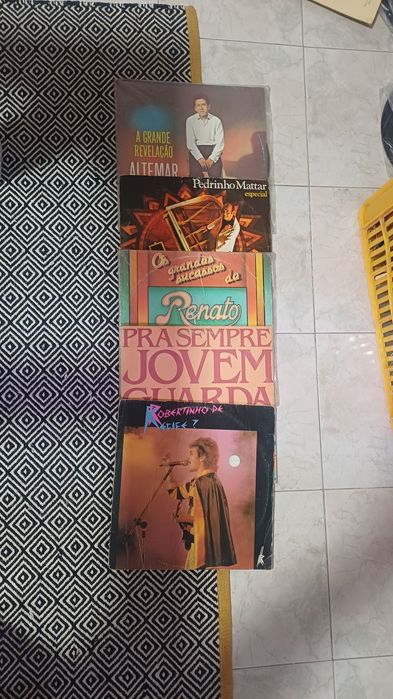 A GRANDE
REVELAÇÃO
ALTEMAR
Pedrinho Mattar
especial
Os grandes
sucessos de
Renato
PRA SEMPRE
JOVEM
GUARDA
ROBERTINHO DE
RECIFE ?